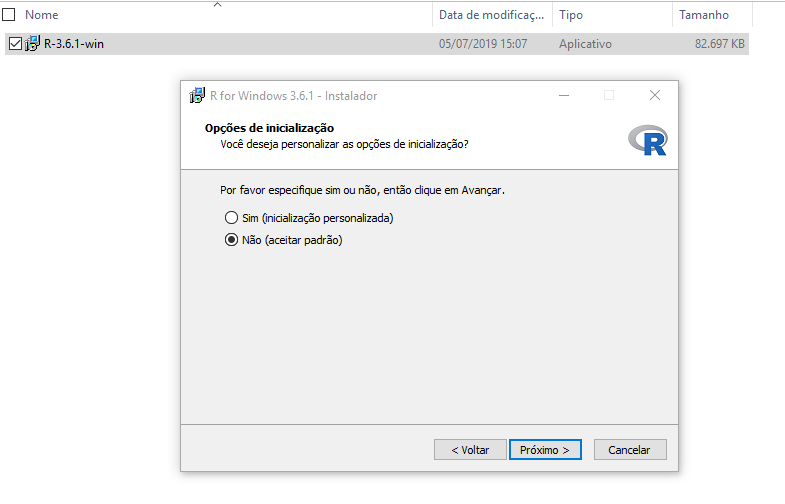 Nome Data de modificaç... Tipo Tamanho
R-3.6.1-win 05/07/2019 15:07 Aplicativo 82.697 KB
R for Windows 3.6.1 - Instalador
Opções de inicialização
Você deseja personalizar as opções de inicialização?
R
Por favor especifique sim ou não, então clique em Avançar.
Sim (inicialização personalizada)
Não (aceitar padrão)
< Voltar Próximo > Cancelar